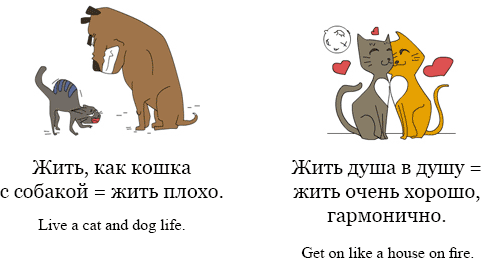 Жить, как кошка
с собакой = жить плохо.
Live a cat and dog life.
Жить душа в душу =
жить очень хорошо,
гармонично.
Get on like a house on fire.